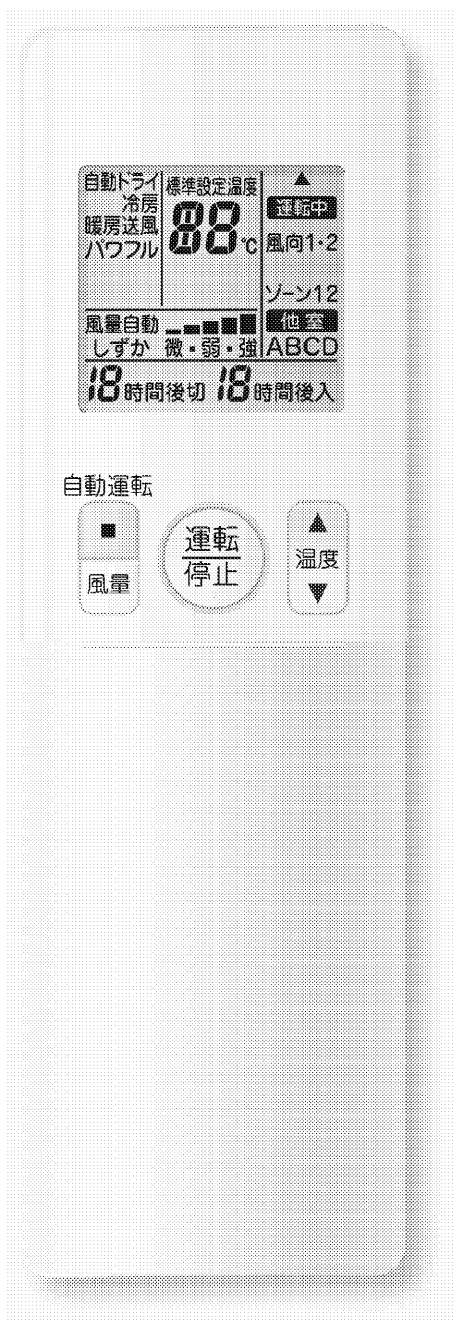 自動ドライ
冷房
暖房送風
パワフル
標準設定温度
88℃
▲
運転中
風向1・2
ゾーン12
他室
ABCD
風量自動
しずか 微・弱・強
18時間後切 18時間後入
自動運転
■
風量
運転
停止
▲
温度
▼